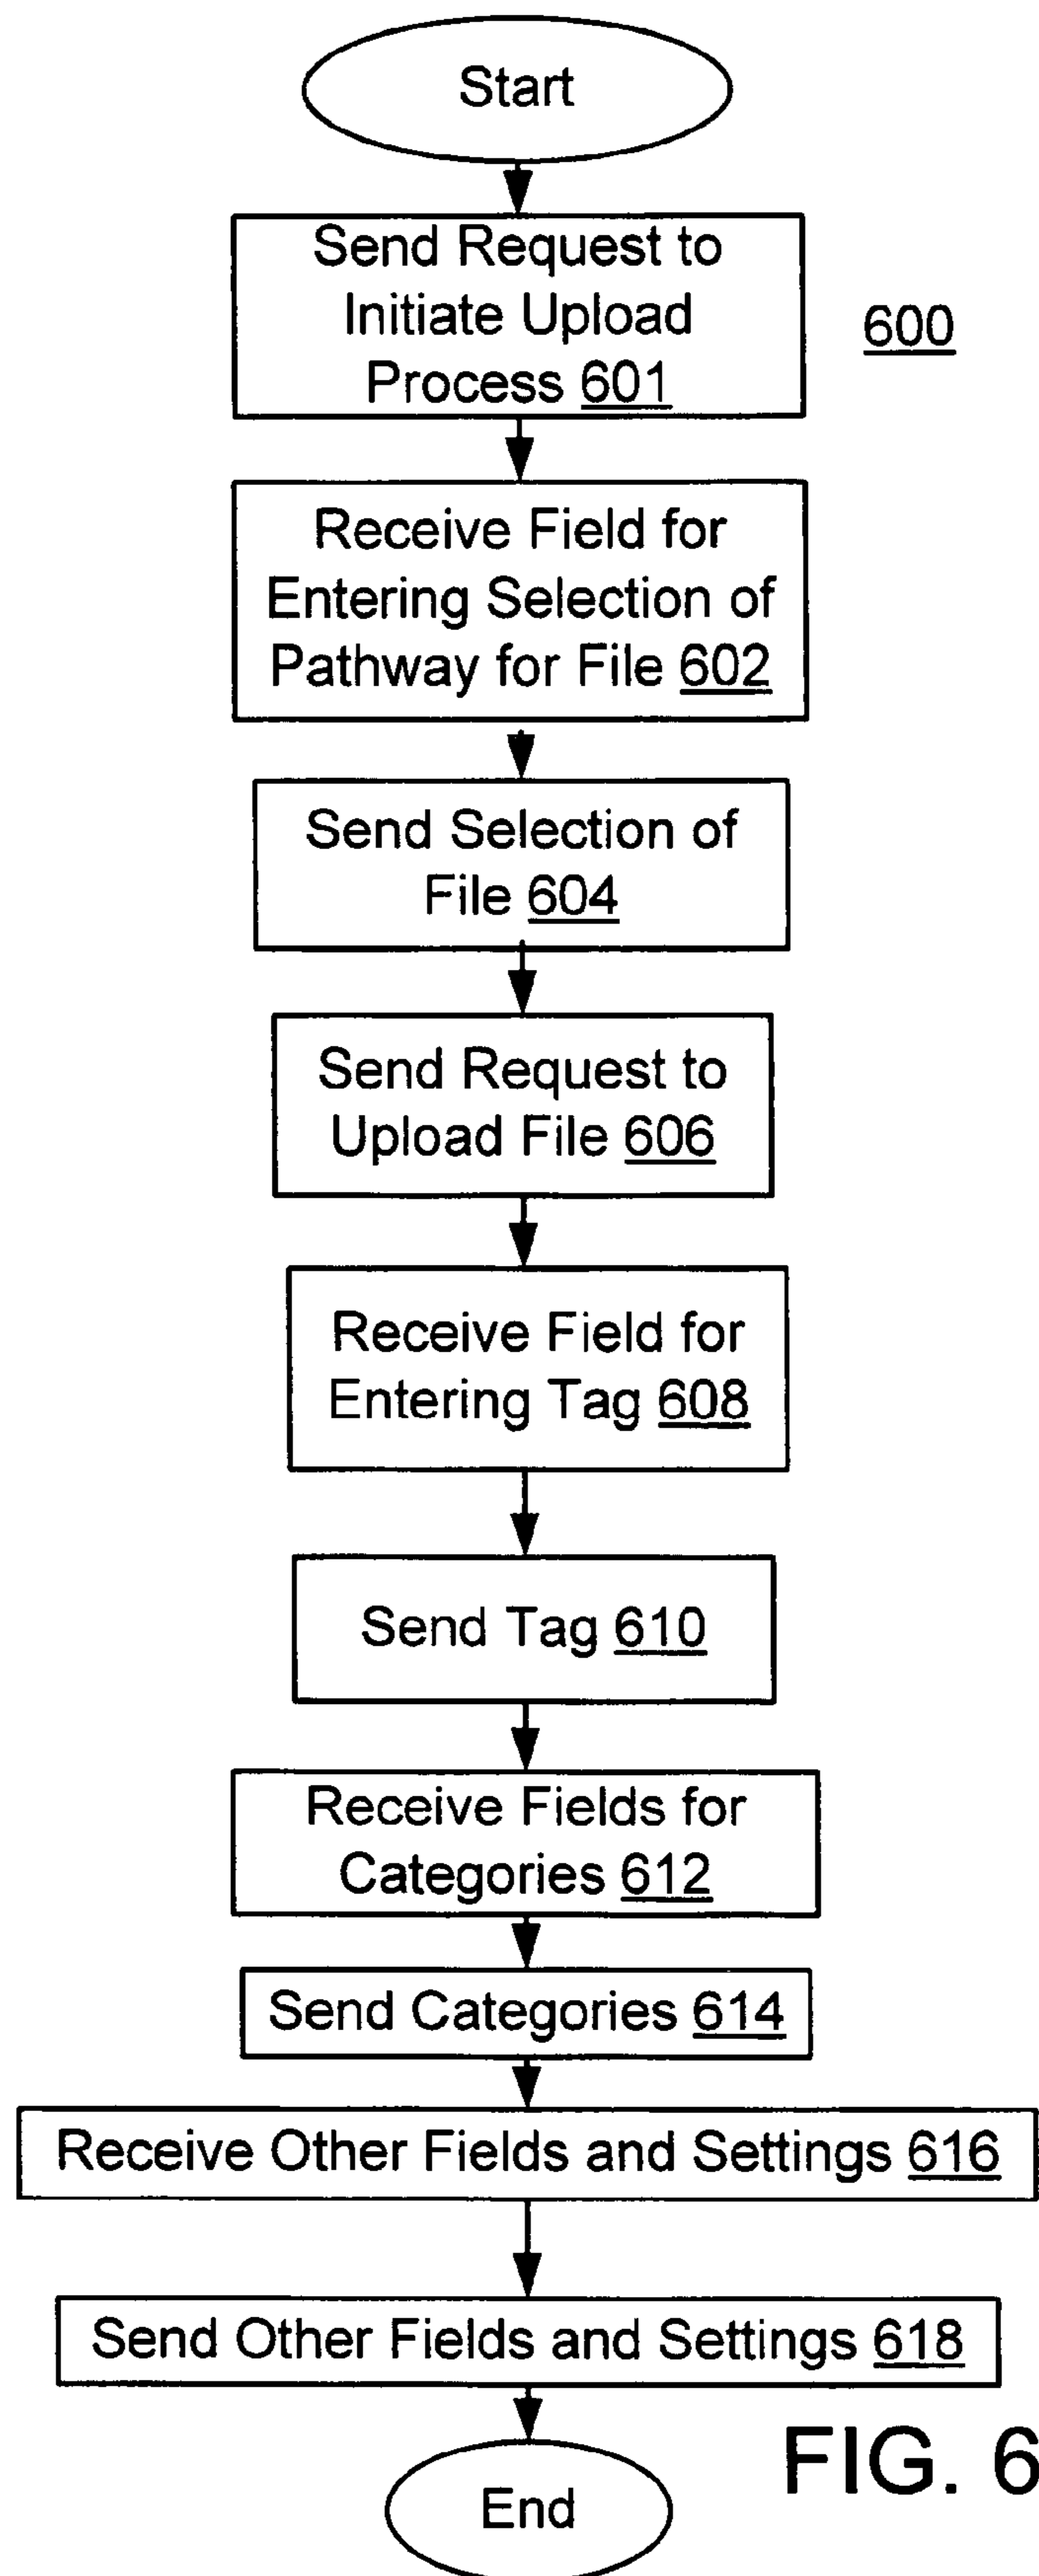 Start
Send Request to
Initiate Upload
Process 601
600
Receive Field for
Entering Selection of
Pathway for File 602
Send Selection of
File 604
Send Request to
Upload File 606
Receive Field for
Entering Tag 608
Send Tag 610
Receive Fields for
Categories 612
Send Categories 614
Receive Other Fields and Settings 616
Send Other Fields and Settings 618
FIG. 6
End